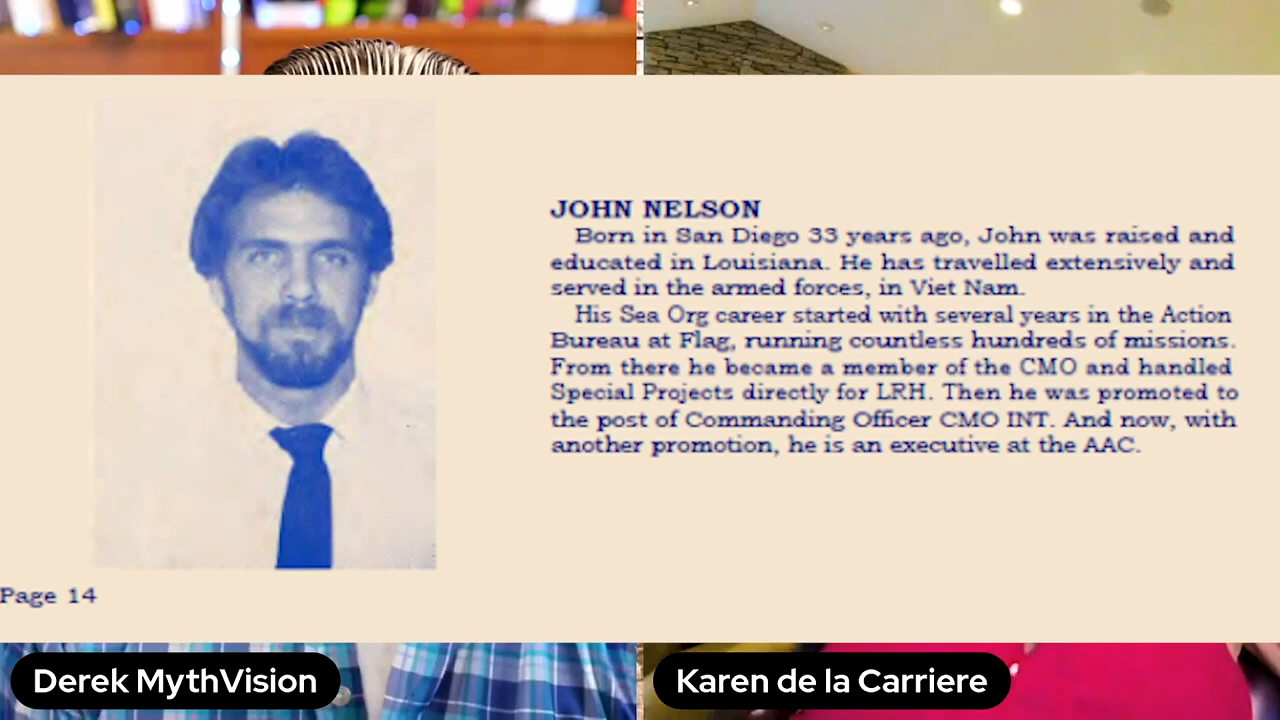 JOHN NELSON
Born in San Diego 33 years ago, John was raised and
educated in Louisiana. He has travelled extensively and
served in the armed forces, in Viet Nam.
His Sea Org career started with several years in the Action
Bureau at Flag, running countless hundreds of missions.
From there he became a member of the CMO and handled
Special Projects directly for LRH. Then he was promoted to
the post of Commanding Officer CMO INT. And now, with
another promotion, he is an executive at the AAC.
Page 14
Derek MythVision
Karen de la Carriere